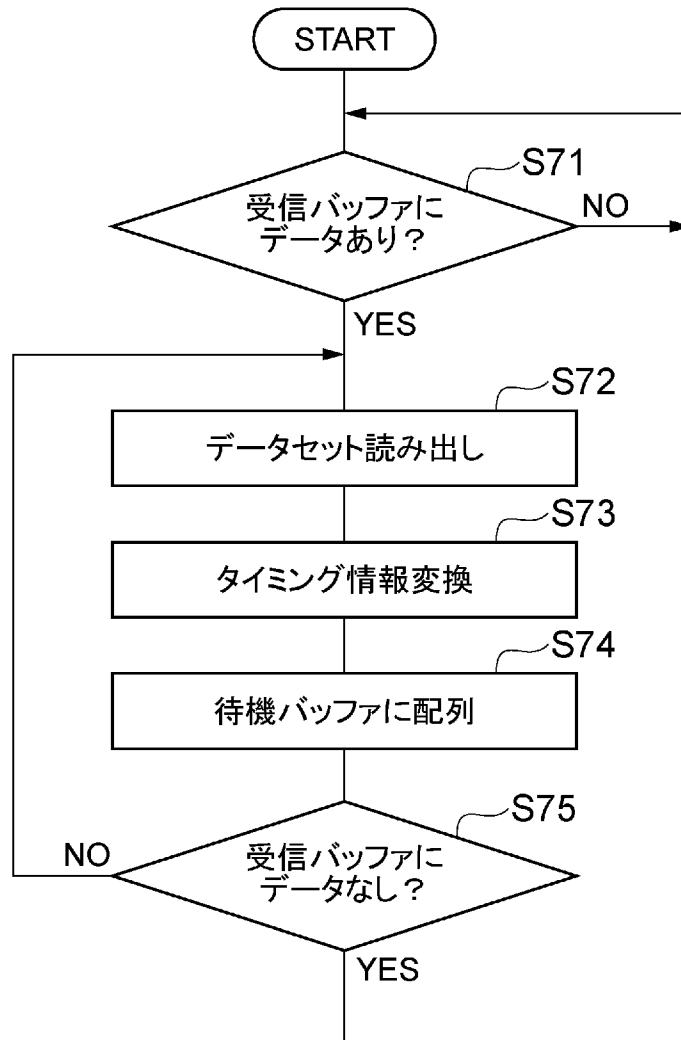 START
S71
受信バッファに
データあり？
NO
YES
S72
データセット読み出し
S73
タイミング情報変換
S74
待機バッファに配列
S75
受信バッファに
データなし？
NO
YES